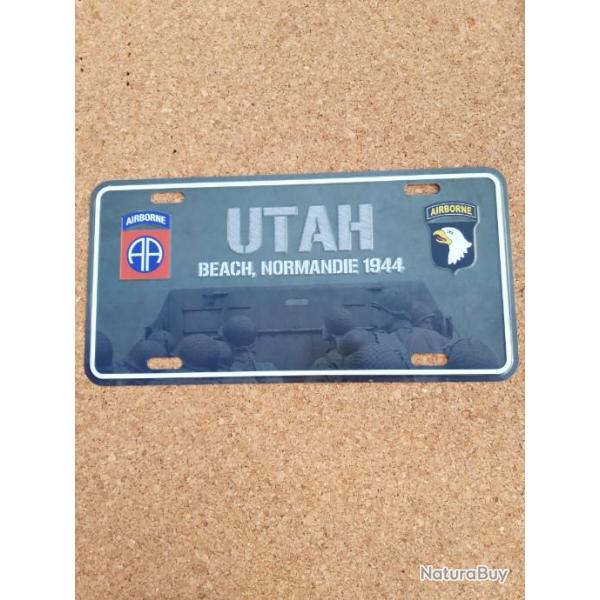 AIRBORNE
AA
UTAH
BEACH, NORMANDIE 1944
AIRBORNE
NaturaBuy